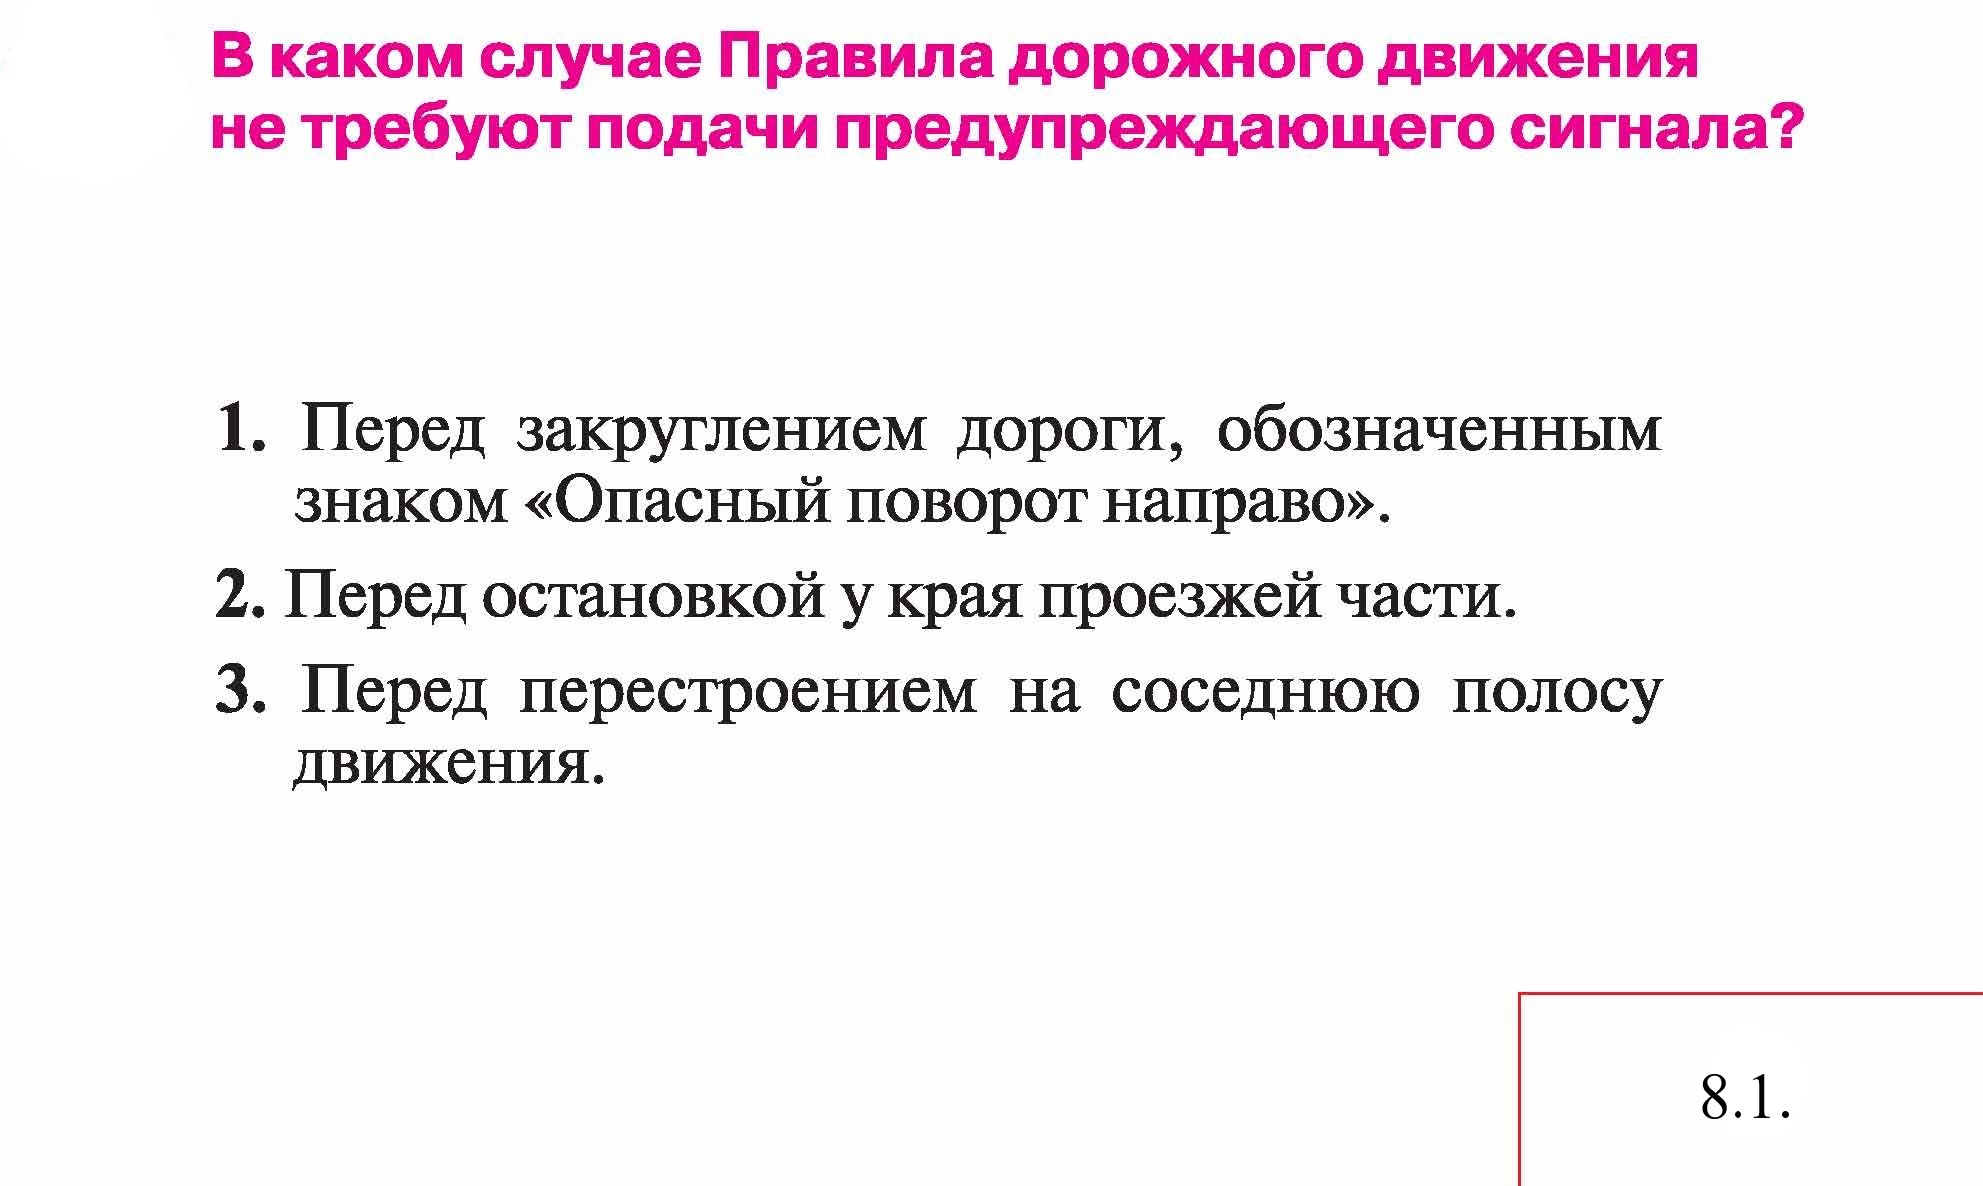 В каком случае Правила дорожного движения
не требуют подачи предупреждающего сигнала?
1. Перед закруглением дороги, обозначенным
знаком «Опасный поворот направо».
2. Перед остановкой у края проезжей части.
3. Перед перестроением на соседнюю полосу
движения.
8.1.